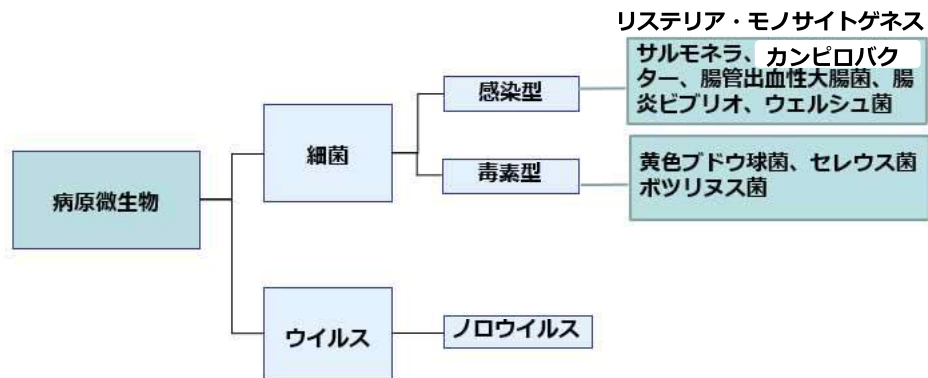 リステリア・モノサイトゲネス
サルモネラ、カンピロバク
ター、腸管出血性大腸菌、腸
炎ビブリオ、ウェルシュ菌
感染型
細菌
毒素型
黄色ブドウ球菌、セレウス菌
ボツリヌス菌
病原微生物
ウイルス
ノロウイルス